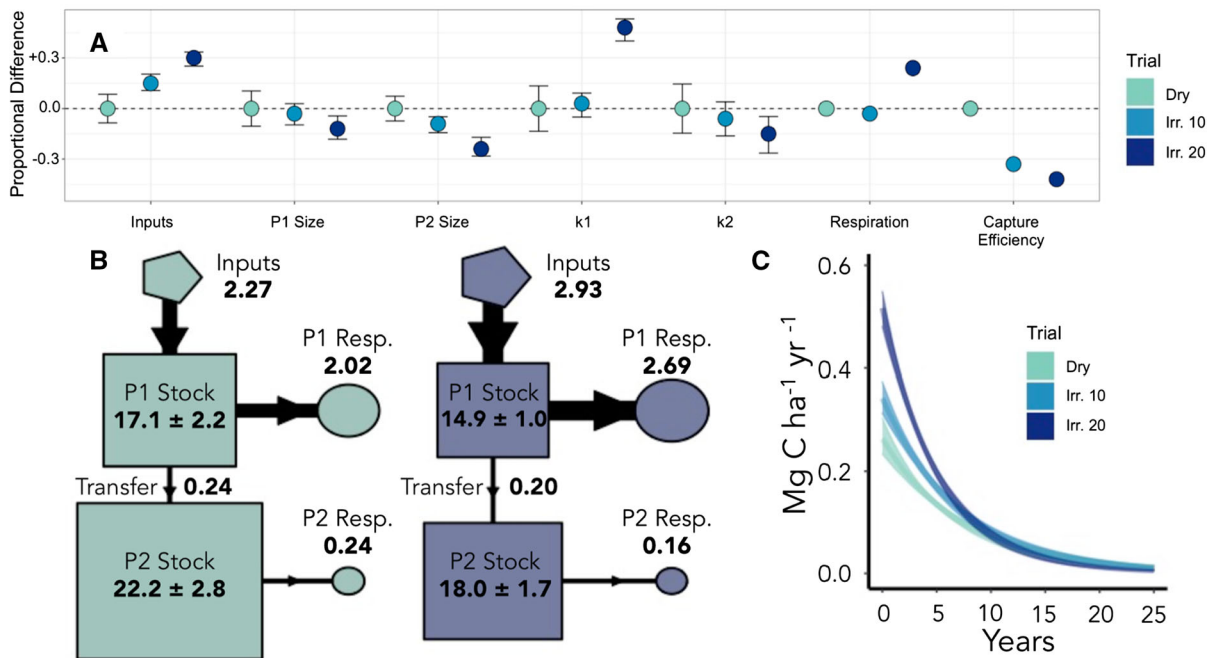 A
Proportional Difference
+0.3
0.0
-0.3
Inputs
P1 Size
P2 Size
k1
k2
Respiration
Capture
Efficiency
Trial
Dry
Irr. 10
Irr. 20
B
Inputs
2.27
P1 Resp.
2.02
P1 Stock
17.1 ± 2.2
Transfer 0.24
P2 Resp.
0.24
P2 Stock
22.2 ± 2.8
Inputs
2.93
P1 Resp.
2.69
P1 Stock
14.9 ± 1.0
Transfer 0.20
P2 Resp.
0.16
P2 Stock
18.0 ± 1.7
C
Mg C ha-1 yr -1
0.6
0.4
0.2
0.0
Trial
Dry
Irr. 10
Irr. 20
0 5 10 15 20 25
Years